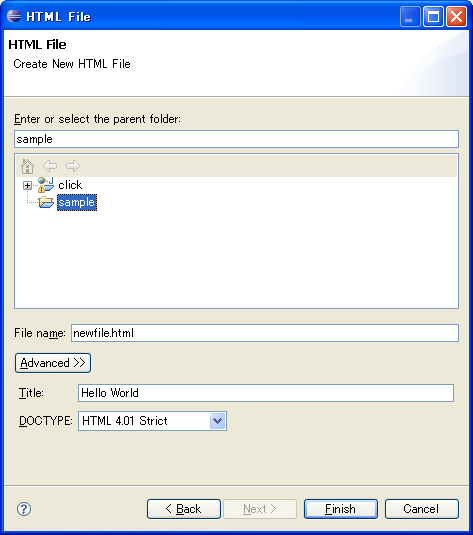 HTML File
HTML File
Create New HTML File
Enter or select the parent folder:
sample
click
sample
File name: newfile.html
Advanced >>
Title: Hello World
DOCTYPE: HTML 4.01 Strict
? < Back Next > Finish Cancel